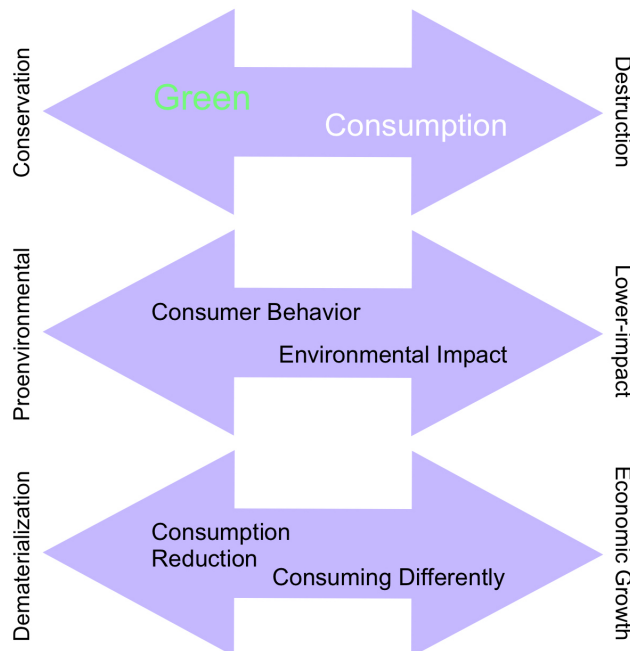 Conservation
Green
Consumption
Destruction
Proenvironmental
Consumer Behavior
Environmental Impact
Lower-impact
Dematerialization
Consumption
Reduction
Consuming Differently
Economic Growth